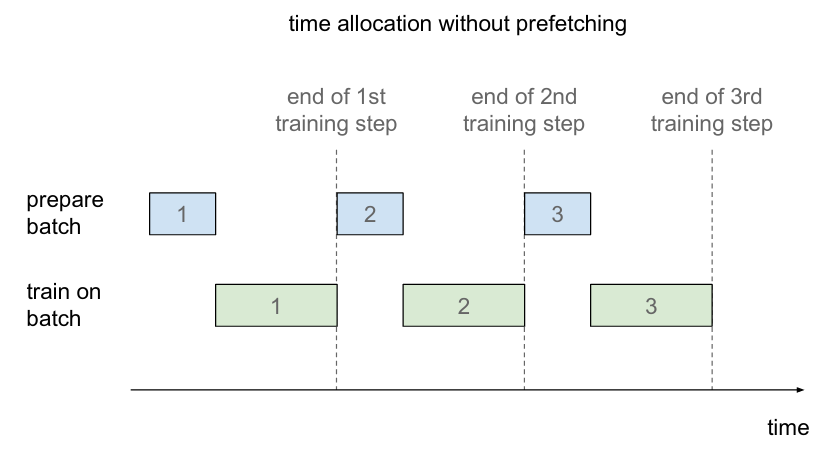 time allocation without prefetching
end of 1st
training step
end of 2nd
training step
end of 3rd
training step
prepare
batch
1
2
3
train on
batch
1
2
3
time